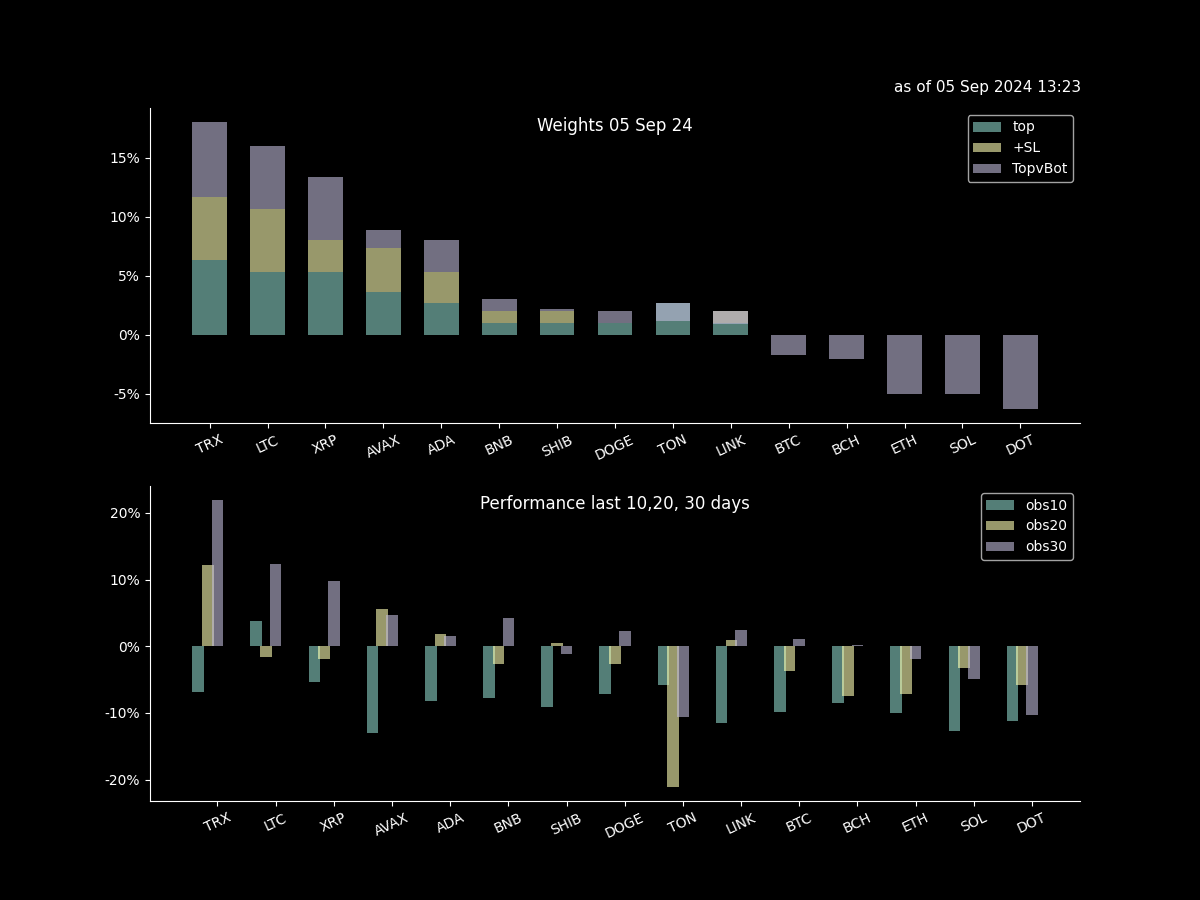 as of 05 Sep 2024 13:23
Weights 05 Sep 24
top
+SL
TopvBot
15%
10%
5%
0%
-5%
TRX LTC XRP AVAX ADA BNB SHIB DOGE TON LINK BTC BCH ETH SOL DOT
Performance last 10,20, 30 days
obs10
obs20
obs30
20%
10%
0%
-10%
-20%
TRX LTC XRP AVAX ADA BNB SHIB DOGE TON LINK BTC BCH ETH SOL DOT